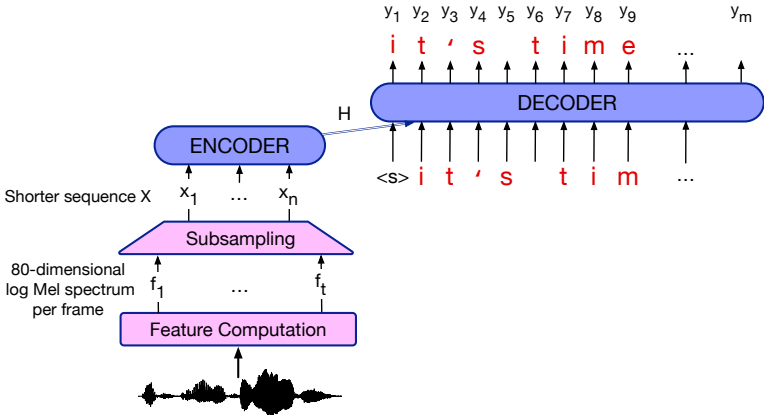 y1 y2 y3 y4 y5 y6 y7 y8 y9 ym
i t ‘ s t i m e ...
DECODER
H
ENCODER
<s> i t ‘ s t i m ...
Shorter sequence X x1 ... xn
Subsampling
80-dimensional
log Mel spectrum
per frame
f1 ... ft
Feature Computation